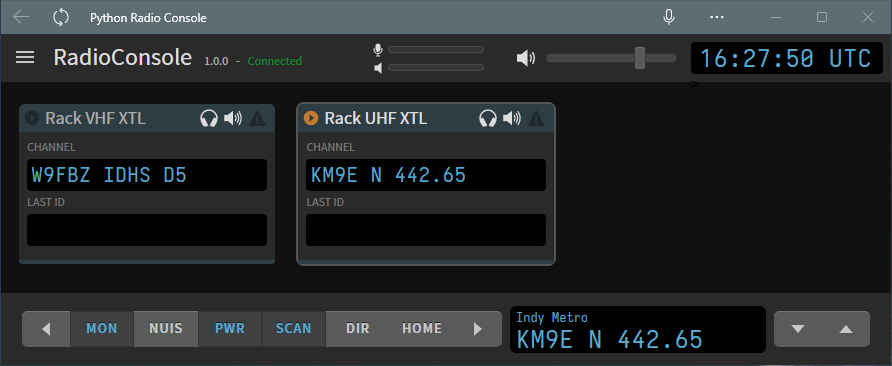 Python Radio Console
RadioConsole 1.0.0 - Connected
16:27:50 UTC
>
Rack VHF XTL
CHANNEL
W9FBZ IDHS D5
LAST ID
Rack UHF XTL
CHANNEL
KM9E N 442.65
LAST ID
MON NUIS PWR SCAN DIR HOME
Indy Metro
KM9E N 442.65